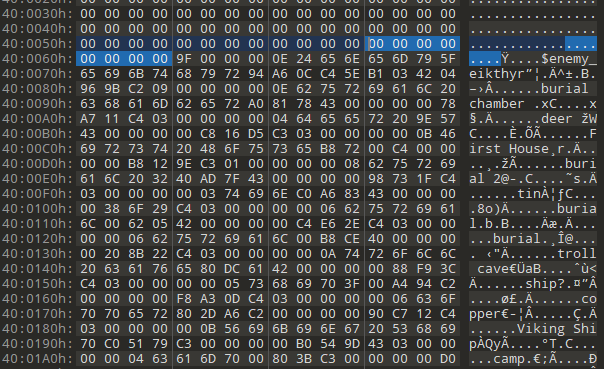 40:0030h: 00 00 00 00 00 00 00 00 00 00 00 00 00 00 00 00 ................
40:0040h: 00 00 00 00 00 00 00 00 00 00 00 00 00 00 00 00 ................
40:0050h: 00 00 00 00 00 00 00 00 00 00 00 00 00 00 00 00 ................
40:0060h: 00 00 00 00 9F 00 00 00 0E 24 65 6E 65 6D 79 5F ....Ÿ....$enemy_
40:0070h: 65 69 6B 74 68 79 72 94 A6 0C C4 5E B1 03 42 04 eikthyr”¦.Ä^±.B.
40:0080h: 96 9B C2 09 00 00 00 00 0E 62 75 72 69 61 6C 20 –›Â......burial
40:0090h: 63 68 61 6D 62 65 72 A0 81 78 43 00 00 00 00 78 chamber .xC....x
40:00A0h: A7 11 C4 03 00 00 00 00 04 64 65 65 72 20 9E 57 §.Ä......deer žW
40:00B0h: 43 00 00 00 00 C8 16 D5 C3 03 00 00 00 00 0B 46 C....È.ÕÃ......F
40:00C0h: 69 72 73 74 20 48 6F 75 73 65 B8 72 00 C4 00 00 irst House¸r.Ä..
40:00D0h: 00 00 B8 12 9E C3 01 00 00 00 00 08 62 75 72 69 ..¸.žÃ......buri
40:00E0h: 61 6C 20 32 40 AD 7F 43 00 00 00 00 98 73 1F C4 al 2@-.C....˜s.Ä
40:00F0h: 03 00 00 00 00 03 74 69 6E C0 A6 83 43 00 00 00 ......tinÀ¦ƒC...
40:0100h: 00 38 6F 29 C4 03 00 00 00 00 06 62 75 72 69 61 .8o)Ä......buria
40:0110h: 6C 00 62 05 42 00 00 00 00 C4 E6 2E C4 03 00 00 l.b.B....Äæ.Ä...
40:0120h: 00 00 06 62 75 72 69 61 6C 00 B8 CE 40 00 00 00 ...burial.¸Î@...
40:0130h: 00 20 8B 22 C4 03 00 00 00 00 0A 74 72 6F 6C 6C . ‹"Ä......troll
40:0140h: 20 63 61 76 65 80 DC 61 42 00 00 00 00 88 F9 3C  cave€ÜaB....ˆù<
40:0150h: C4 03 00 00 00 00 05 73 68 69 70 3F 00 A4 94 C2 Ä......ship?.¤”Â
40:0160h: 00 00 00 00 F8 A3 0D C4 03 00 00 00 00 06 63 6F ....ø£.Ä......co
40:0170h: 70 70 65 72 80 2D A6 C2 00 00 00 00 90 C7 12 C4 pper€-¦Â.....Ç.Ä
40:0180h: 03 00 00 00 00 0B 56 69 6B 69 6E 67 20 53 68 69 ......Viking Shi
40:0190h: 70 C0 51 79 C3 00 00 00 00 B0 54 9D 43 03 00 00 pÀQyÃ....°T.C...
40:01A0h: 00 00 04 63 61 6D 70 00 80 3B C3 00 00 00 00 D0 ...camp.€;Ã....Ð